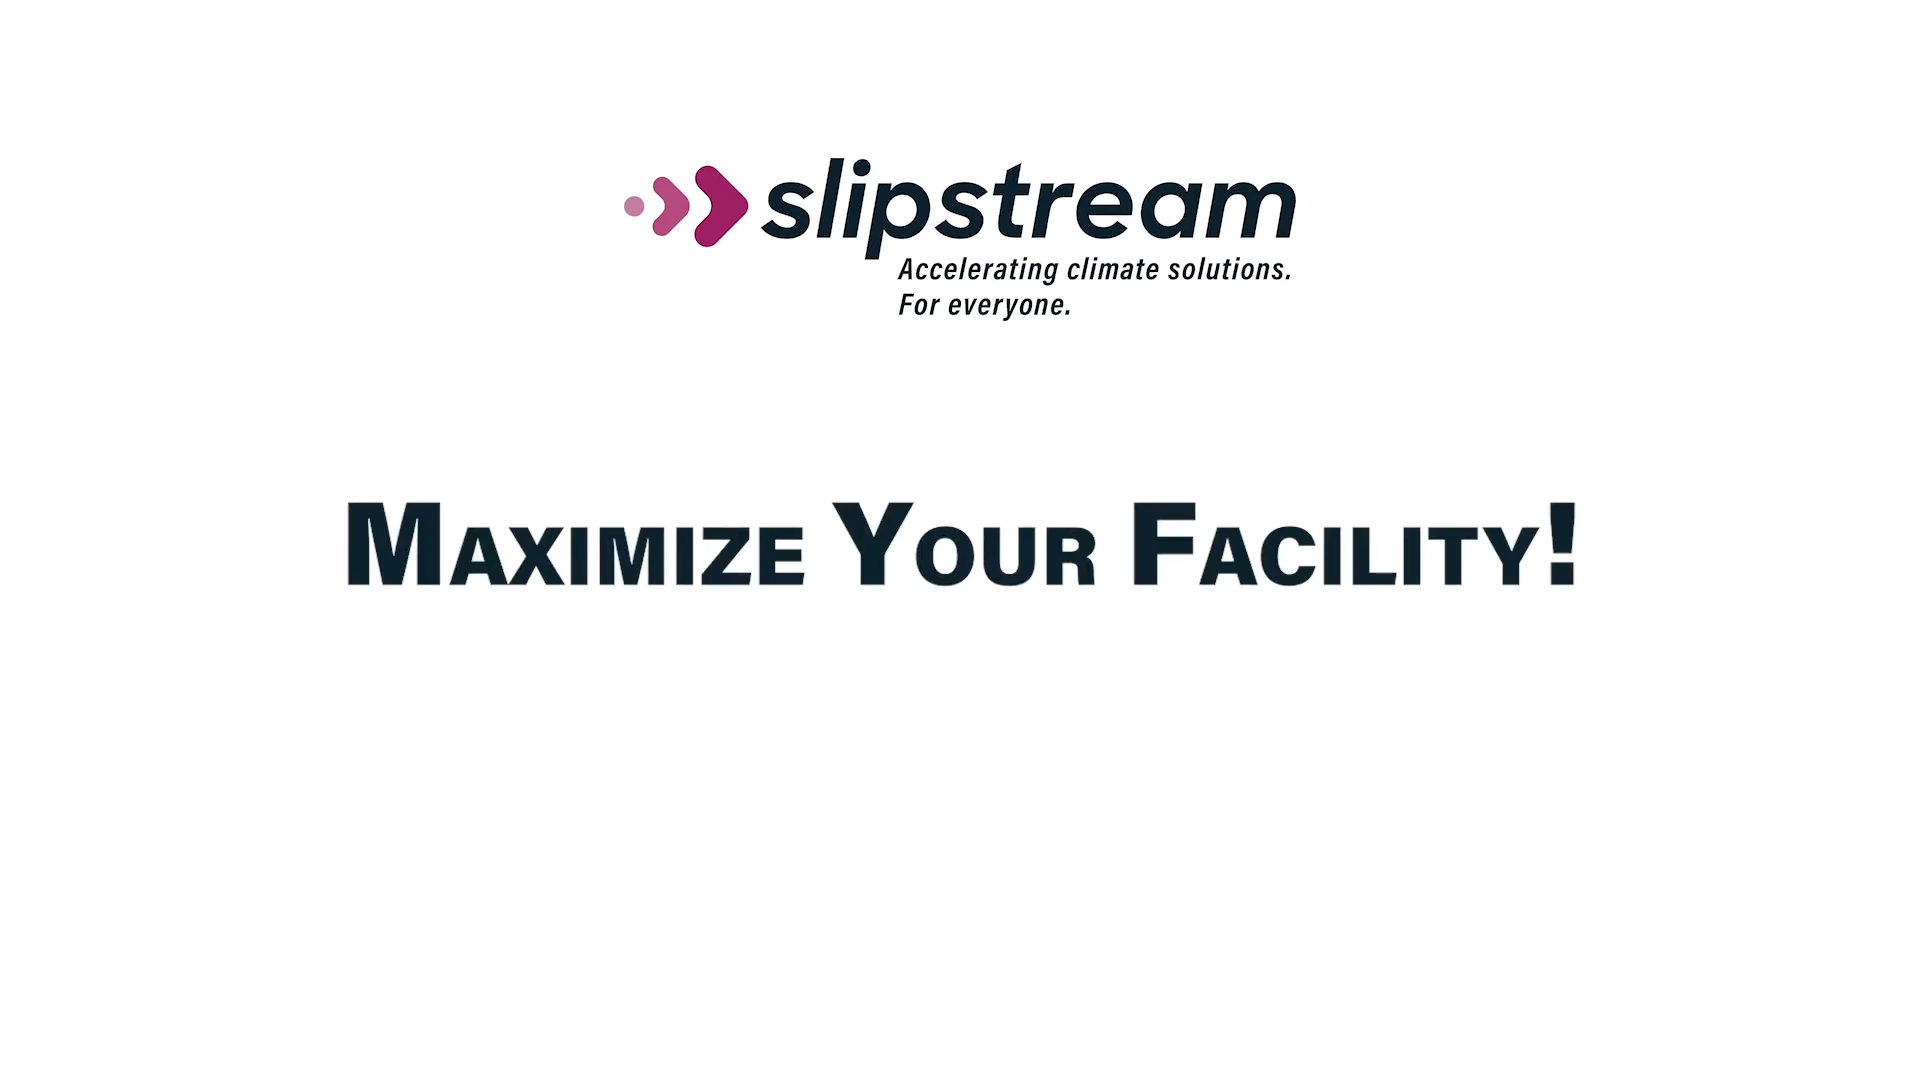 slipstream
Accelerating climate solutions.
For everyone.
Maximize Your Facility!